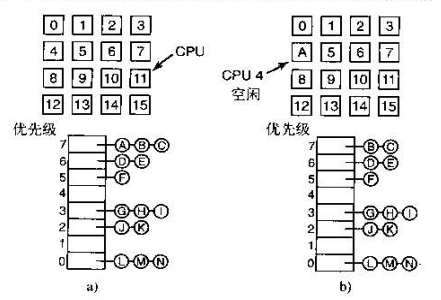 0 1 2 3
4 5 6 7
8 9 10 11
12 13 14 15
CPU
优先级
7 A B C
6 D E
5 F
4
3 G H I
2 J K
1
0 L M N
a)
0 1 2 3
A 5 6 7
8 9 10 11
12 13 14 15
CPU 4
空闲
优先级
7 B C
6 D E
5 F
4
3 G H I
2 J K
1
0 L M N
b)